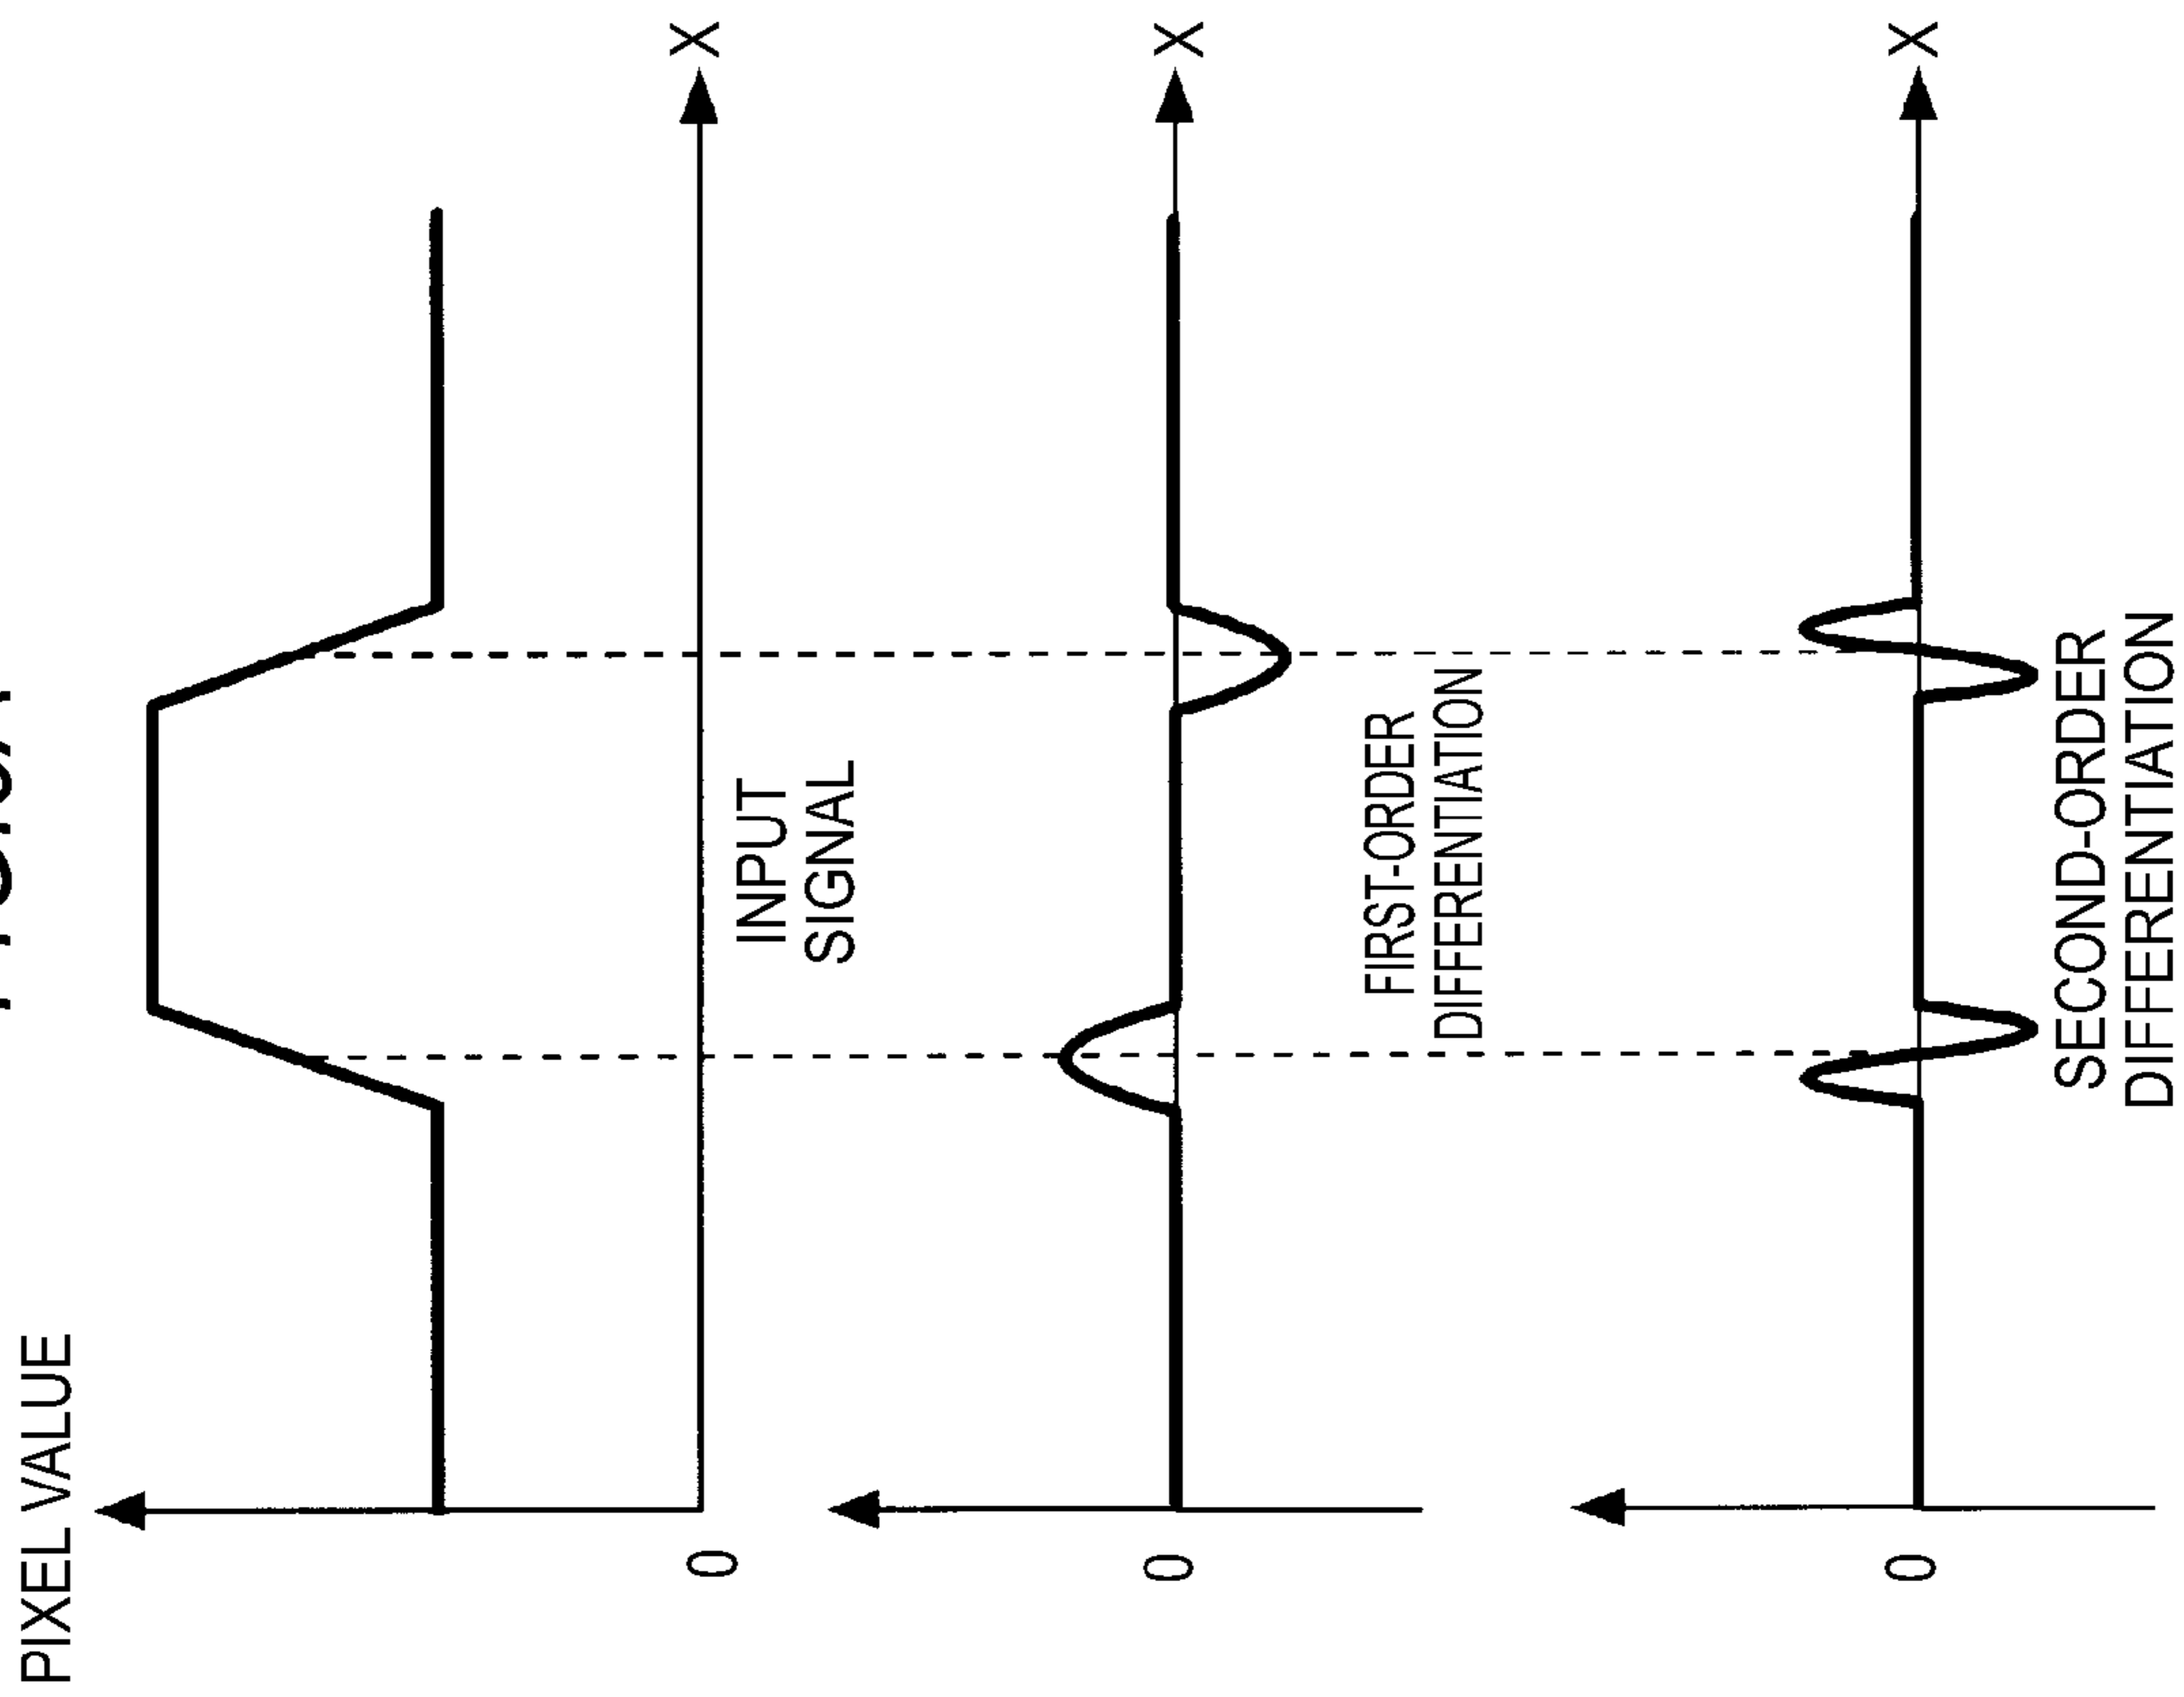 PIXEL VALUE
0
X
INPUT
SIGNAL
0
X
FIRST-ORDER
DIFFERENTIATION
0
X
SECOND-ORDER
DIFFERENTIATION